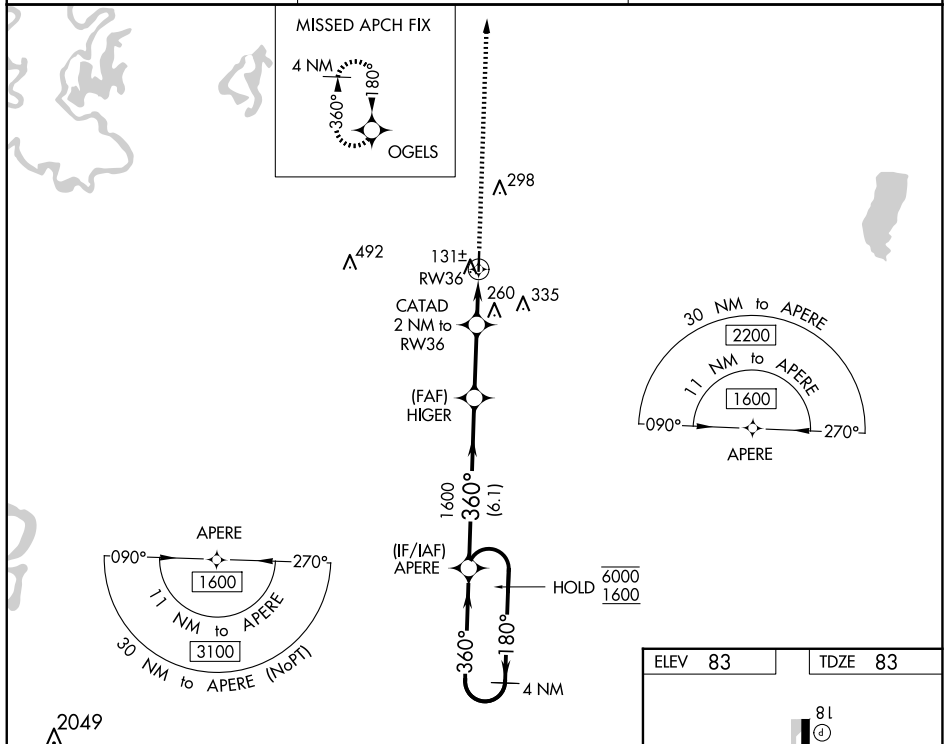 MISSED APCH FIX
4 NM
360°
180°
OGELS
298
492
131±
RW36
260
335
CATAD
2 NM to
RW36
(FAF)
HIGER
30 NM to APERE
2200
11 NM to APERE
1600
090°
270°
APERE
1600
360°
(6.1)
APERE
090°
270°
1600
11 NM to APERE
3100
30 NM to APERE (NoPT)
(IF/IAF)
APERE
HOLD 6000
1600
360°
180°
4 NM
2049
ELEV 83
TDZE 83
18
P